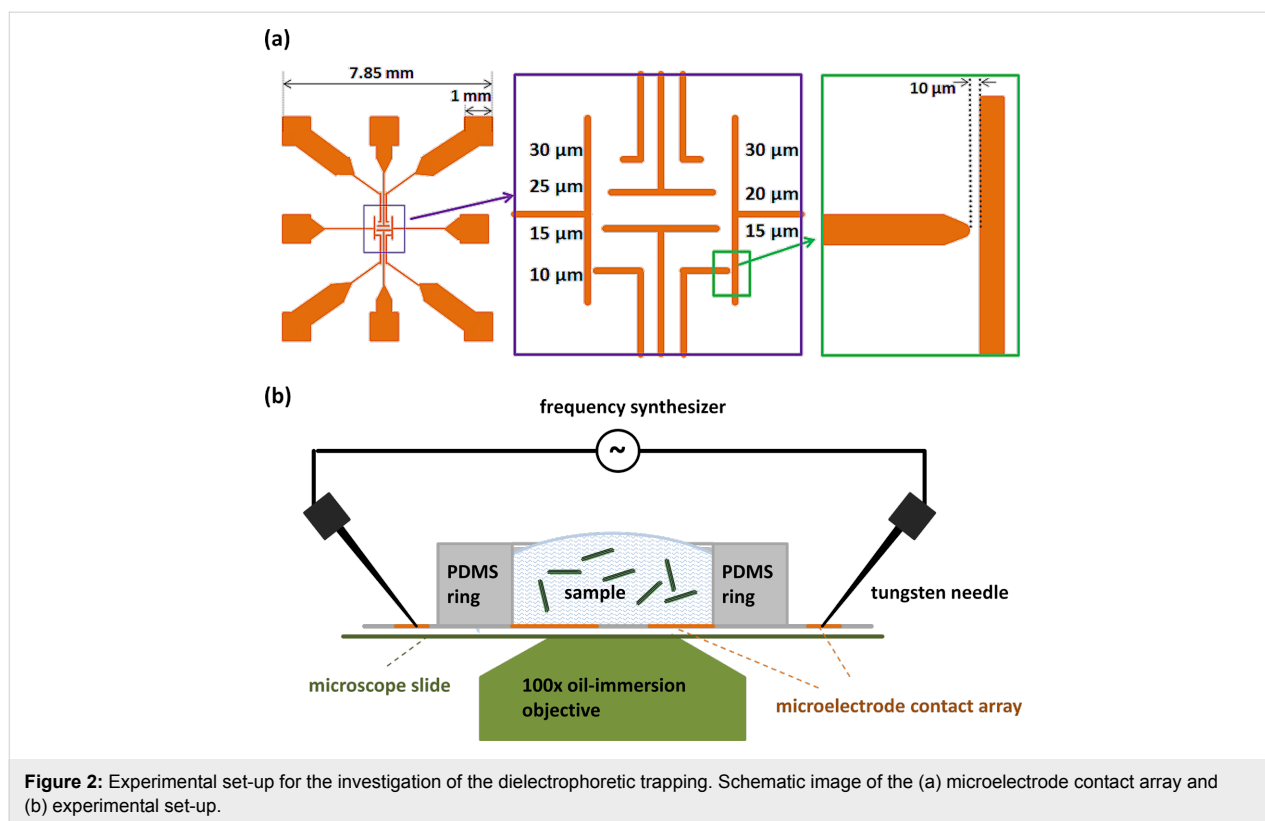 (a)
7.85 mm
1 mm
30 µm
25 µm
15 µm
10 µm
30 µm
20 µm
15 µm
10 µm
(b)
frequency synthesizer
~
PDMS
ring
sample
PDMS
ring
tungsten needle
microscope slide
100x oil-immersion
objective
microelectrode contact array
Figure 2: Experimental set-up for the investigation of the dielectrophoretic trapping. Schematic image of the (a) microelectrode contact array and
(b) experimental set-up.